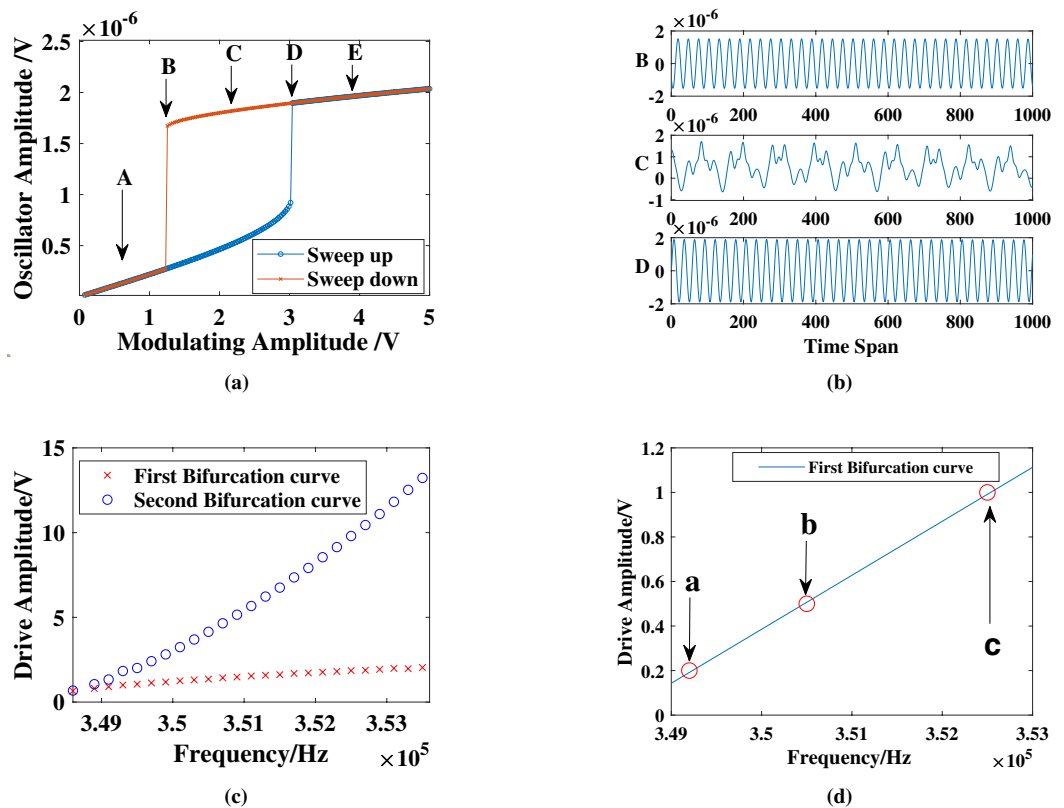 ×10⁻⁶
2.5
2
1.5
1
0.5
Oscillator Amplitude /V
A
B
C
D
E
Sweep up
Sweep down
0 1 2 3 4 5
Modulating Amplitude /V
(a)
×10⁻⁶
B
2
0
-2
0 200 400 600 800 1000
×10⁻⁶
C
2
1
0
-1
0 200 400 600 800 1000
×10⁻⁶
D
2
0
-2
0 200 400 600 800 1000
Time Span
(b)
15
10
5
0
Drive Amplitude/V
First Bifurcation curve
Second Bifurcation curve
3.49 3.5 3.51 3.52 3.53
Frequency/Hz ×10⁵
(c)
1.2
1
0.8
0.6
0.4
0.2
0
Drive Amplitude/V
First Bifurcation curve
a
b
c
3.49 3.5 3.51 3.52 3.53
Frequency/Hz ×10⁵
(d)